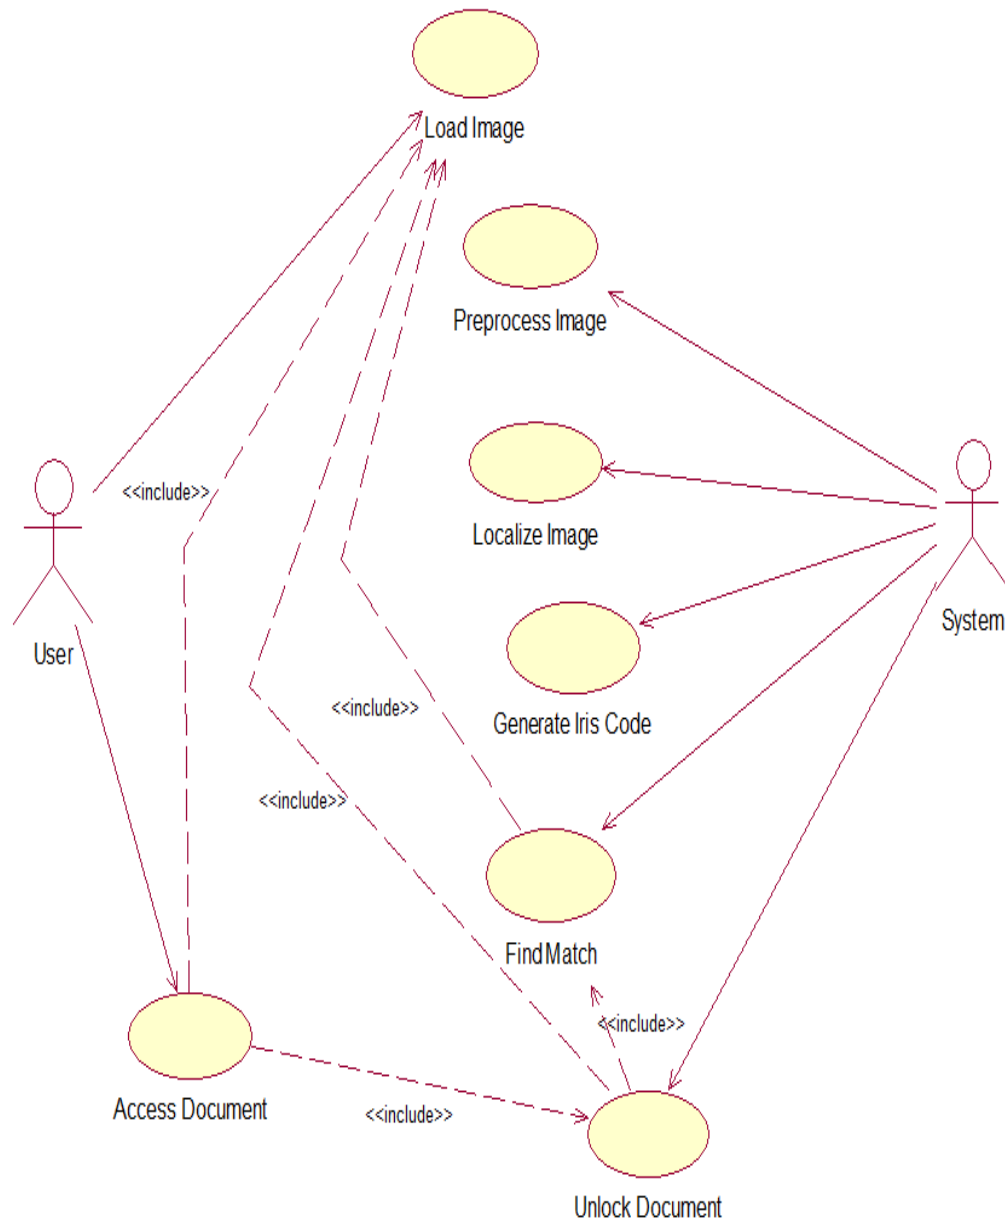 Load Image
Preprocess Image
<<include>>
Localize Image
System
User
<<include>>
Generate Iris Code
<<include>>
Find Match
<<include>>
Access Document
<<include>>
Unlock Document